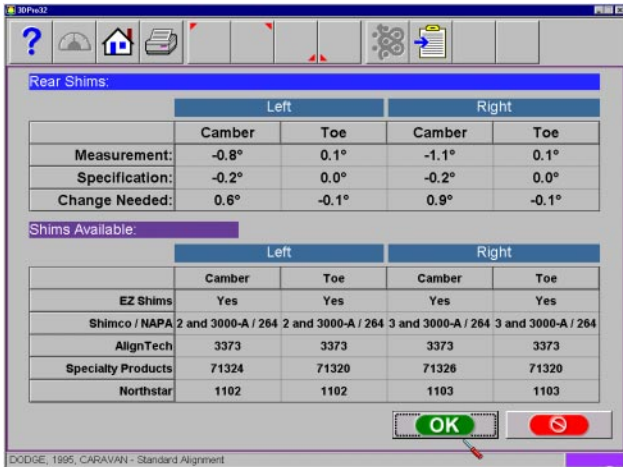 3DPro32
?
Rear Shims:
Left Right
Camber Toe Camber Toe
Measurement: -0.8° 0.1° -1.1° 0.1°
Specification: -0.2° 0.0° -0.2° 0.0°
Change Needed: 0.6° -0.1° 0.9° -0.1°
Shims Available:
Left Right
Camber Toe Camber Toe
EZ Shims Yes Yes Yes Yes
Shimco / NAPA 2 and 3000-A / 264 2 and 3000-A / 264 3 and 3000-A / 264 3 and 3000-A / 264
AlignTech 3373 3373 3373 3373
Specialty Products 71324 71320 71326 71320
Northstar 1102 1102 1103 1103
OK
DODGE, 1995, CARAVAN - Standard Alignment